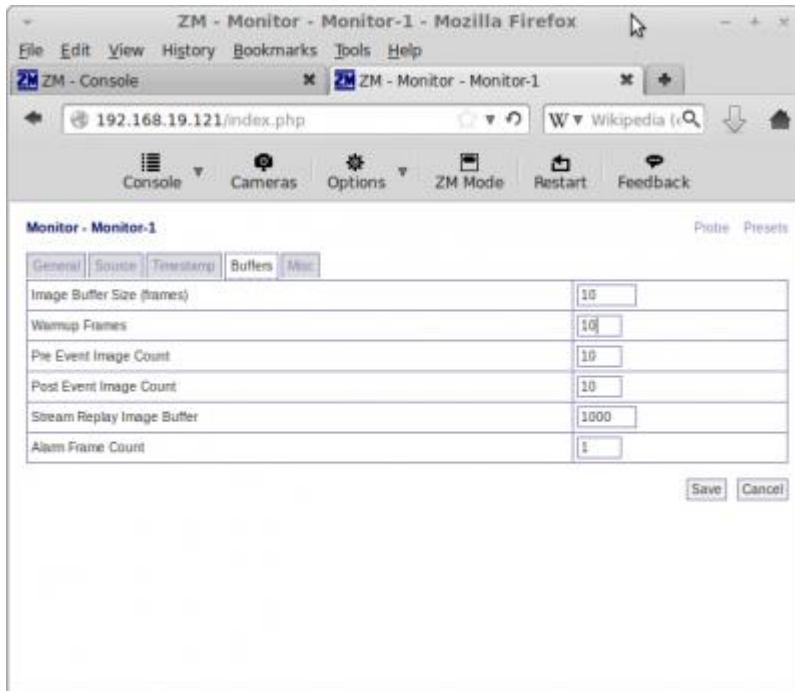 ZM - Monitor - Monitor-1 - Mozilla Firefox
File Edit View History Bookmarks Tools Help
ZM ZM - Console
ZM ZM - Monitor - Monitor-1
192.168.19.121/index.php
W Wikipedia (
Console
Cameras
Options
ZM Mode
Restart
Feedback
Monitor - Monitor-1
Probe Presets
General Source Timestamp Buffers Misc
Image Buffer Size (frames) 10
Warmup Frames 10
Pre Event Image Count 10
Post Event Image Count 10
Stream Replay Image Buffer 1000
Alarm Frame Count 1
Save Cancel